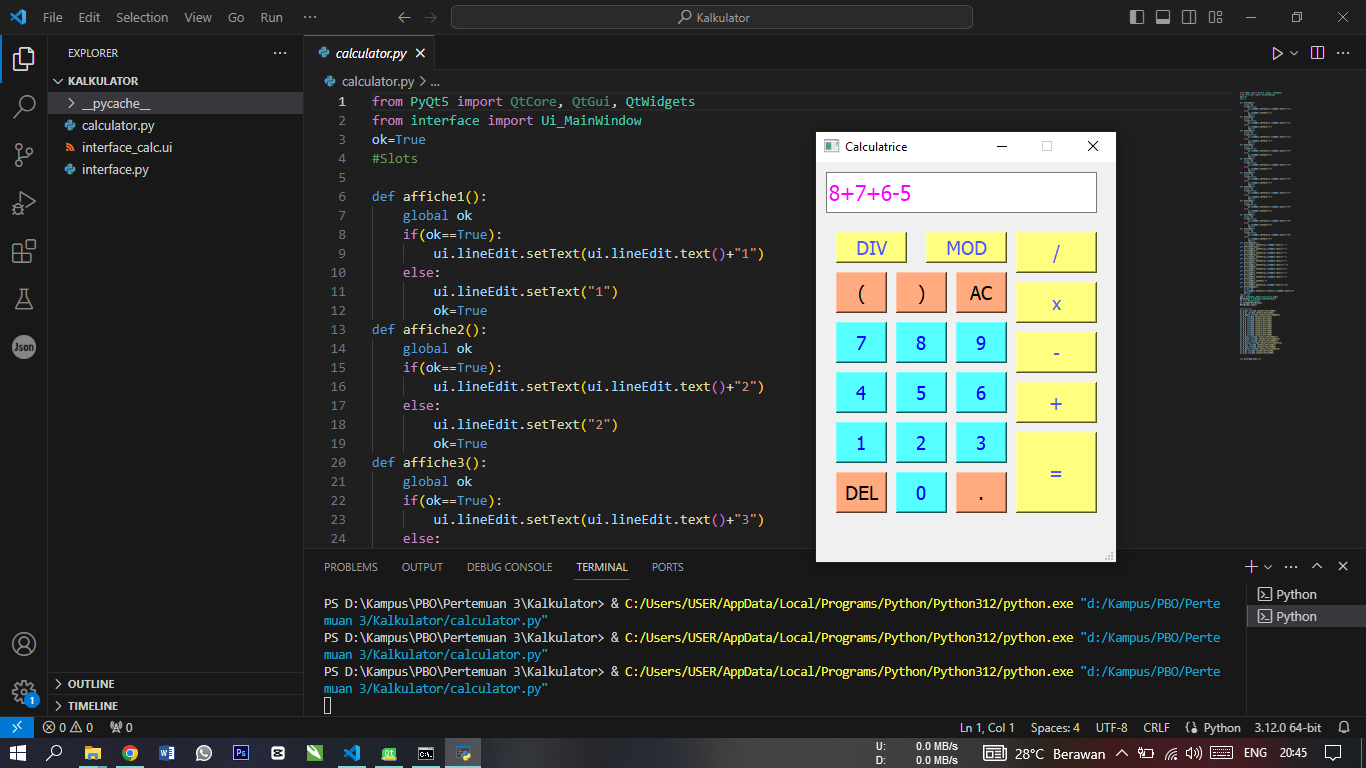 File Edit Selection View Go Run ··· Kalkulator
EXPLORER ···
KALKULATOR
__pycache__
calculator.py
interface_calc.ui
interface.py
OUTLINE
TIMELINE
Json
1
calculator.py
calculator.py > ...
1 from PyQt5 import QtCore, QtGui, QtWidgets
2 from interface import Ui_MainWindow
3 ok=True
4 #Slots
5
6 def affiche1():
7 global ok
8 if(ok==True):
9 ui.lineEdit.setText(ui.lineEdit.text()+"1")
10 else:
11 ui.lineEdit.setText("1")
12 ok=True
13 def affiche2():
14 global ok
15 if(ok==True):
16 ui.lineEdit.setText(ui.lineEdit.text()+"2")
17 else:
18 ui.lineEdit.setText("2")
19 ok=True
20 def affiche3():
21 global ok
22 if(ok==True):
23 ui.lineEdit.setText(ui.lineEdit.text()+"3")
24 else:
Calculatrice
8+7+6-5
DIV MOD /
( ) AC x
7 8 9 -
4 5 6 +
1 2 3 =
DEL 0 .
PROBLEMS OUTPUT DEBUG CONSOLE TERMINAL PORTS
PS D:\Kampus\PBO\Pertemuan 3\Kalkulator> & C:/Users/USER/AppData/Local/Programs/Python/Python312/python.exe "d:/Kampus/PBO/Perte
muan 3/Kalkulator/calculator.py"
PS D:\Kampus\PBO\Pertemuan 3\Kalkulator> & C:/Users/USER/AppData/Local/Programs/Python/Python312/python.exe "d:/Kampus/PBO/Perte
muan 3/Kalkulator/calculator.py"
PS D:\Kampus\PBO\Pertemuan 3\Kalkulator> & C:/Users/USER/AppData/Local/Programs/Python/Python312/python.exe "d:/Kampus/PBO/Perte
muan 3/Kalkulator/calculator.py"
Python
Python
0 0 0 Ln 1, Col 1 Spaces: 4 UTF-8 CRLF Python 3.12.0 64-bit
U: 0.0 MB/s
D: 0.0 MB/s
28°C Berawan ENG 20:45